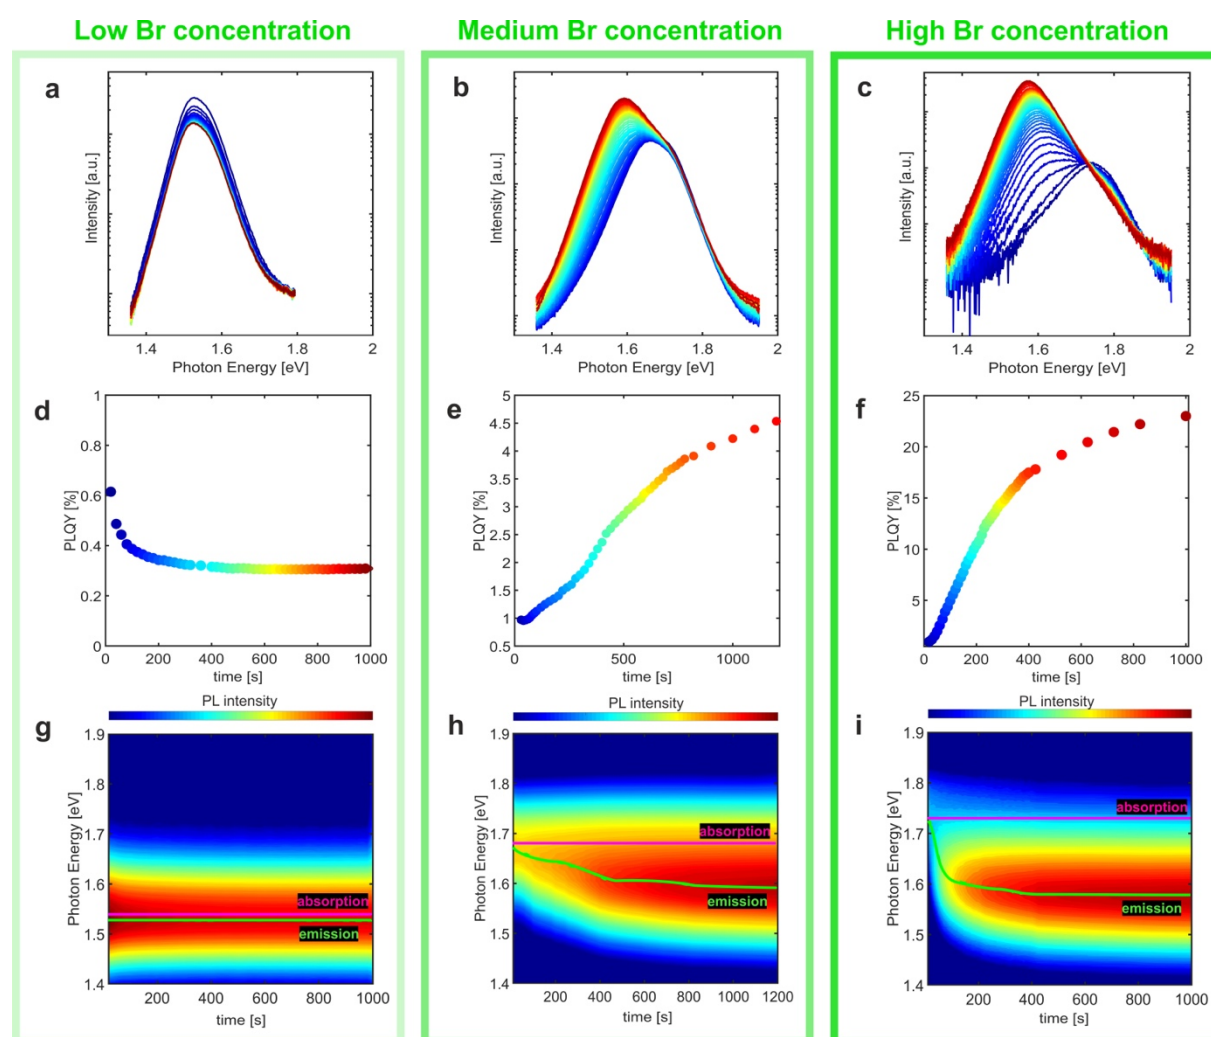 Low Br concentration
Medium Br concentration
High Br concentration
a
Intensity [a.u.]
1.4 1.6 1.8 2
Photon Energy [eV]
b
Intensity [a.u.]
1.4 1.6 1.8 2
Photon Energy [eV]
c
Intensity [a.u.]
1.4 1.6 1.8 2
Photon Energy [eV]
d
PLQY [%]
1
0.8
0.6
0.4
0.2
0
0 200 400 600 800 1000
time [s]
e
PLQY [%]
5
4.5
4
3.5
3
2.5
2
1.5
1
0.5
0 500 1000
time [s]
f
PLQY [%]
25
20
15
10
5
0 200 400 600 800 1000
time [s]
g
PL intensity
Photon Energy [eV]
1.9
1.8
1.7
1.6
1.5
1.4
absorption
emission
200 400 600 800 1000
time [s]
h
PL intensity
Photon Energy [eV]
1.9
1.8
1.7
1.6
1.5
1.4
absorption
emission
200 400 600 800 1000 1200
time [s]
i
PL intensity
Photon Energy [eV]
1.9
1.8
1.7
1.6
1.5
1.4
absorption
emission
200 400 600 800 1000
time [s]